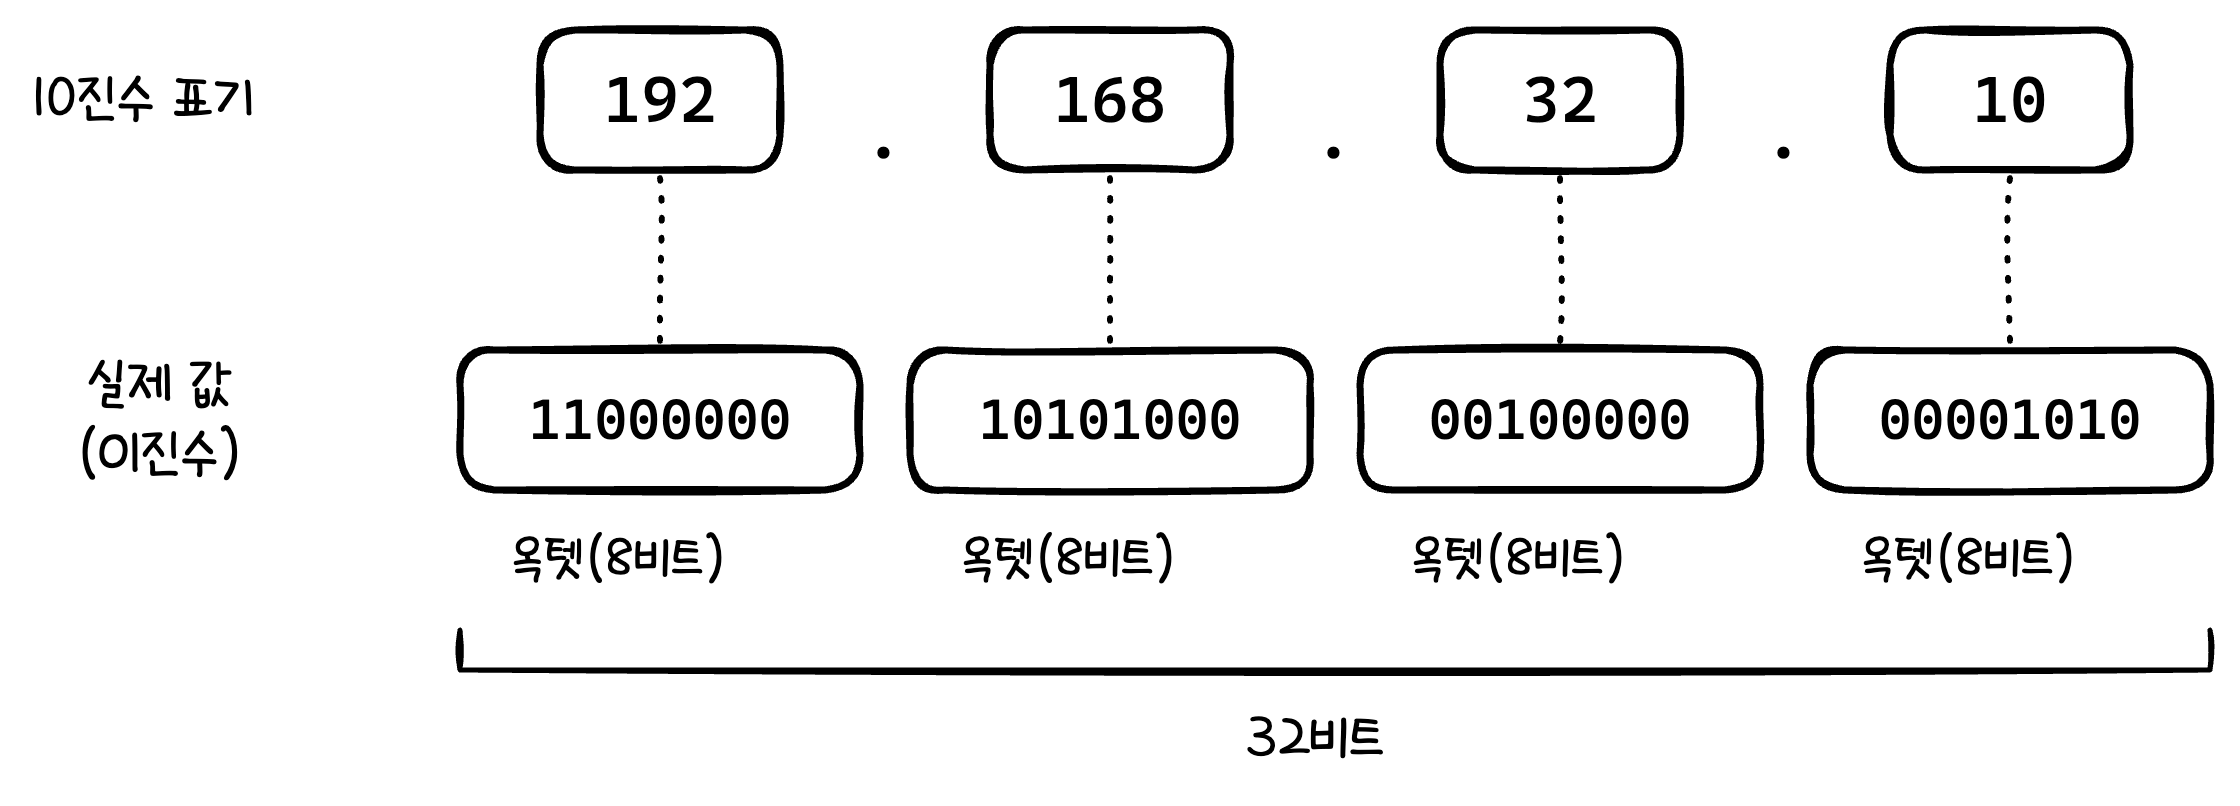 10진수 표기 192 . 168 . 32 . 10
실제 값
(이진수) 11000000 10101000 00100000 00001010
옥텟(8비트) 옥텟(8비트) 옥텟(8비트) 옥텟(8비트)
32비트